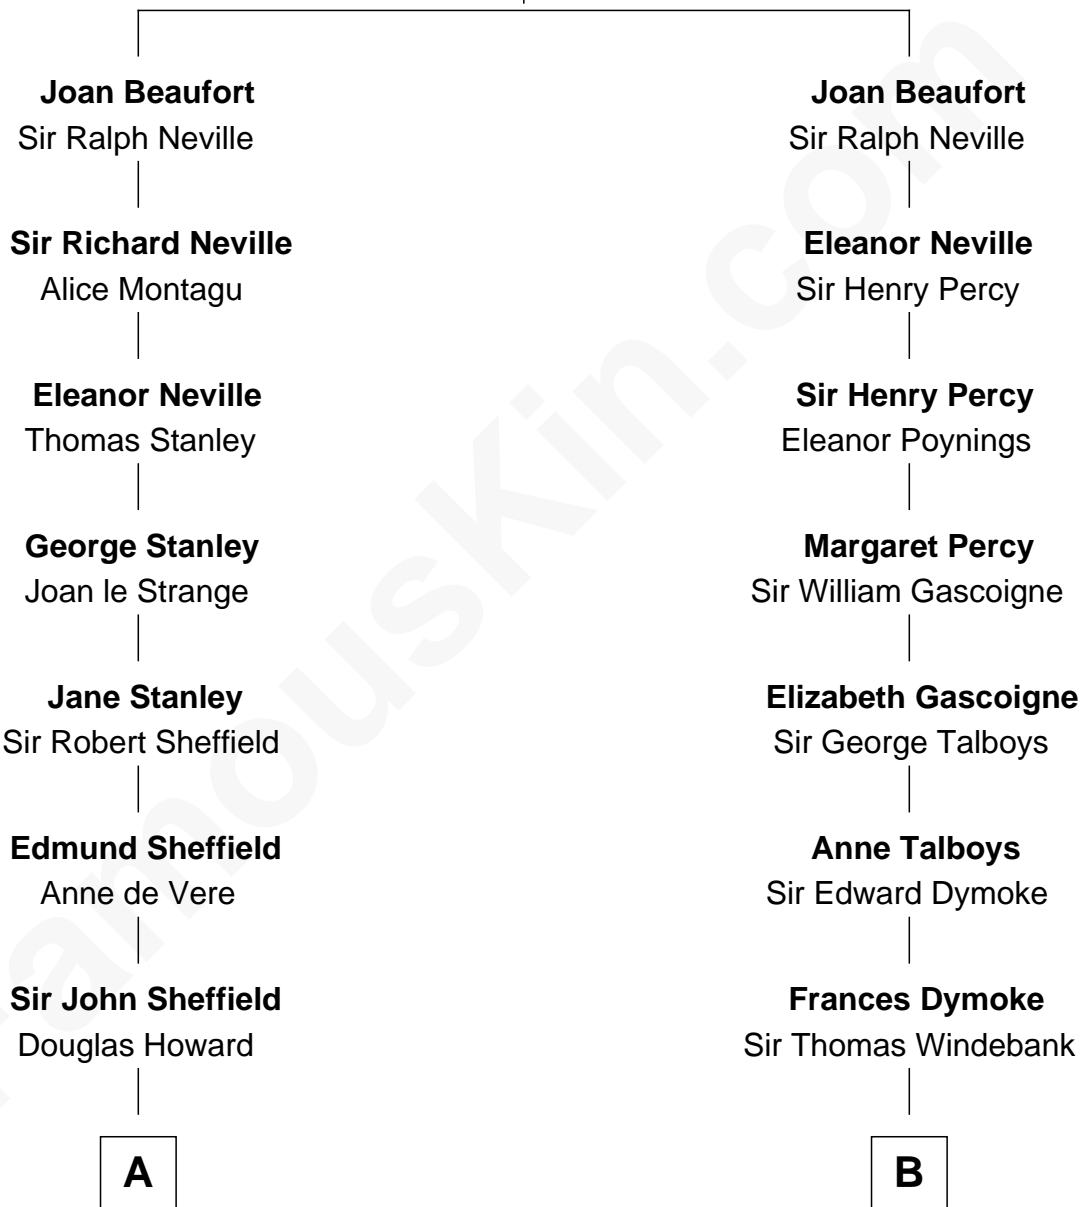 Joan Beaufort
Sir Ralph Neville
Sir Richard Neville
Alice Montagu
Eleanor Neville
Thomas Stanley
George Stanley
Joan le Strange
Jane Stanley
Sir Robert Sheffield
Edmund Sheffield
Anne de Vere
Sir John Sheffield
Douglas Howard
A
Joan Beaufort
Sir Ralph Neville
Eleanor Neville
Sir Henry Percy
Sir Henry Percy
Eleanor Poynings
Margaret Percy
Sir William Gascoigne
Elizabeth Gascoigne
Sir George Talboys
Anne Talboys
Sir Edward Dymoke
Frances Dymoke
Sir Thomas Windebank
B
FamousKin.com